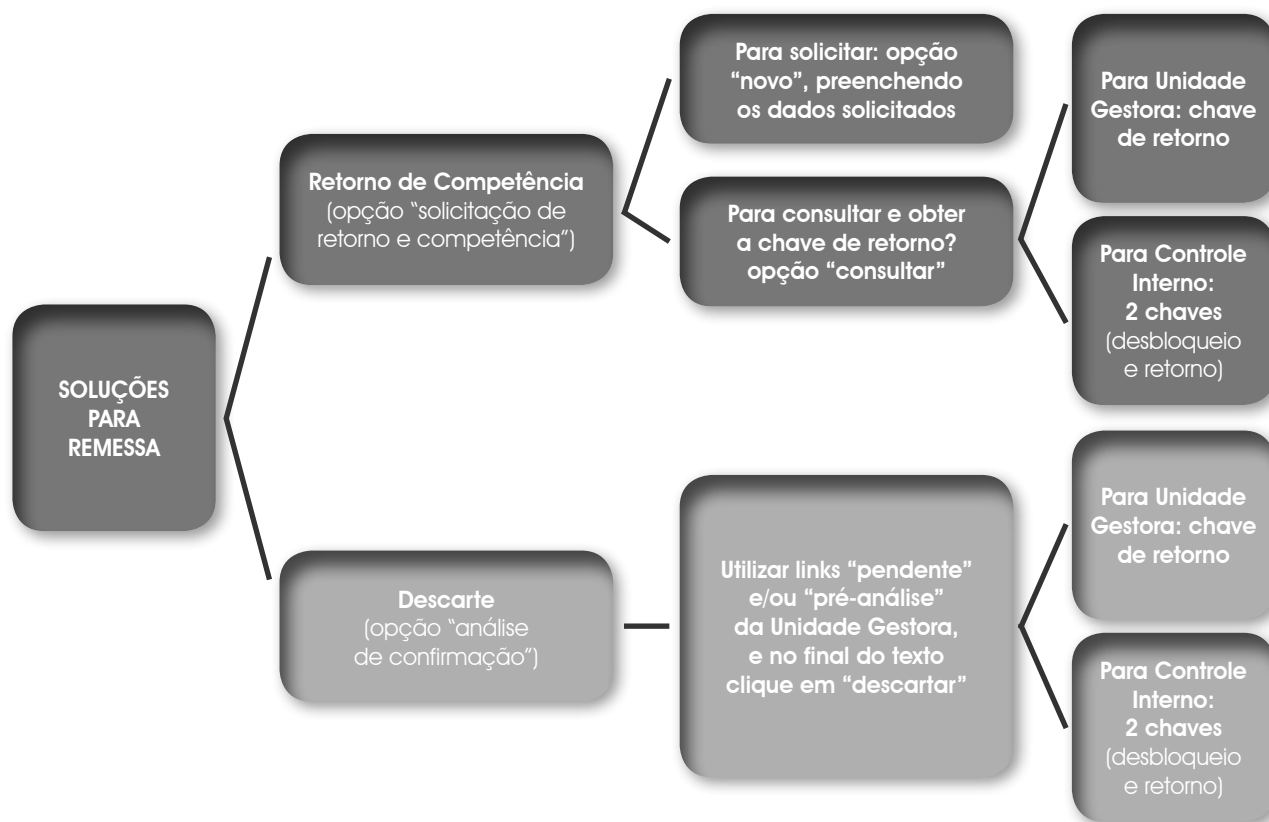 SOLUÇÕES
PARA
REMESSA
Retorno de Competência
(opção “solicitação de
retorno e competência”)
Para solicitar: opção
“novo”, preenchendo
os dados solicitados
Para consultar e obter
a chave de retorno?
opção “consultar”
Para Unidade
Gestora: chave
de retorno
Para Controle
Interno:
2 chaves
(desbloqueio
e retorno)
Descarte
(opção “análise
de confirmação”)
Utilizar links “pendente”
e/ou “pré-análise”
da Unidade Gestora,
e no final do texto
clique em “descartar”
Para Unidade
Gestora: chave
de retorno
Para Controle
Interno:
2 chaves
(desbloqueio
e retorno)